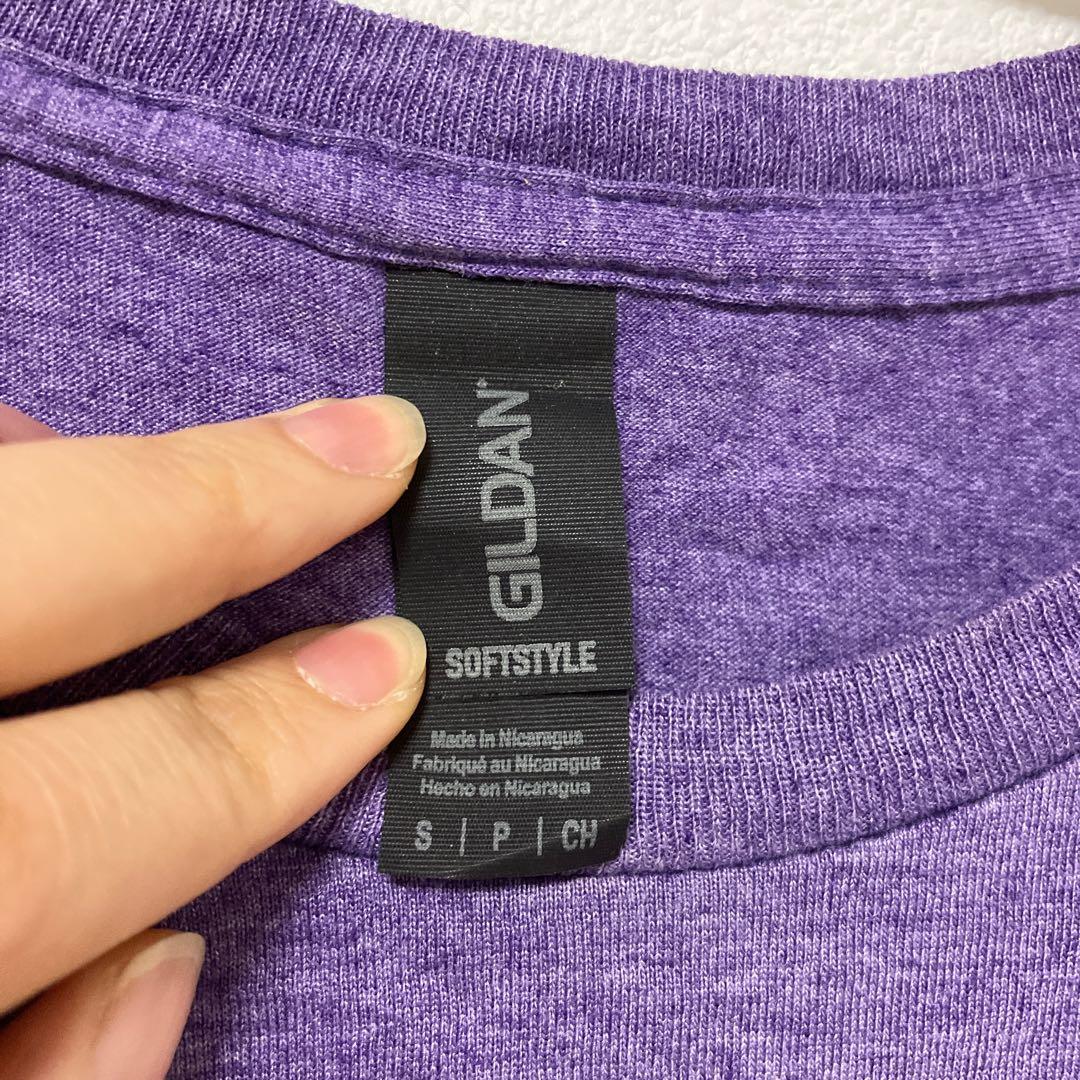 GILDAN®
SOFTSTYLE
Made in Nicaragua
Fabriqué au Nicaragua
Hecho en Nicaragua
S | P | CH